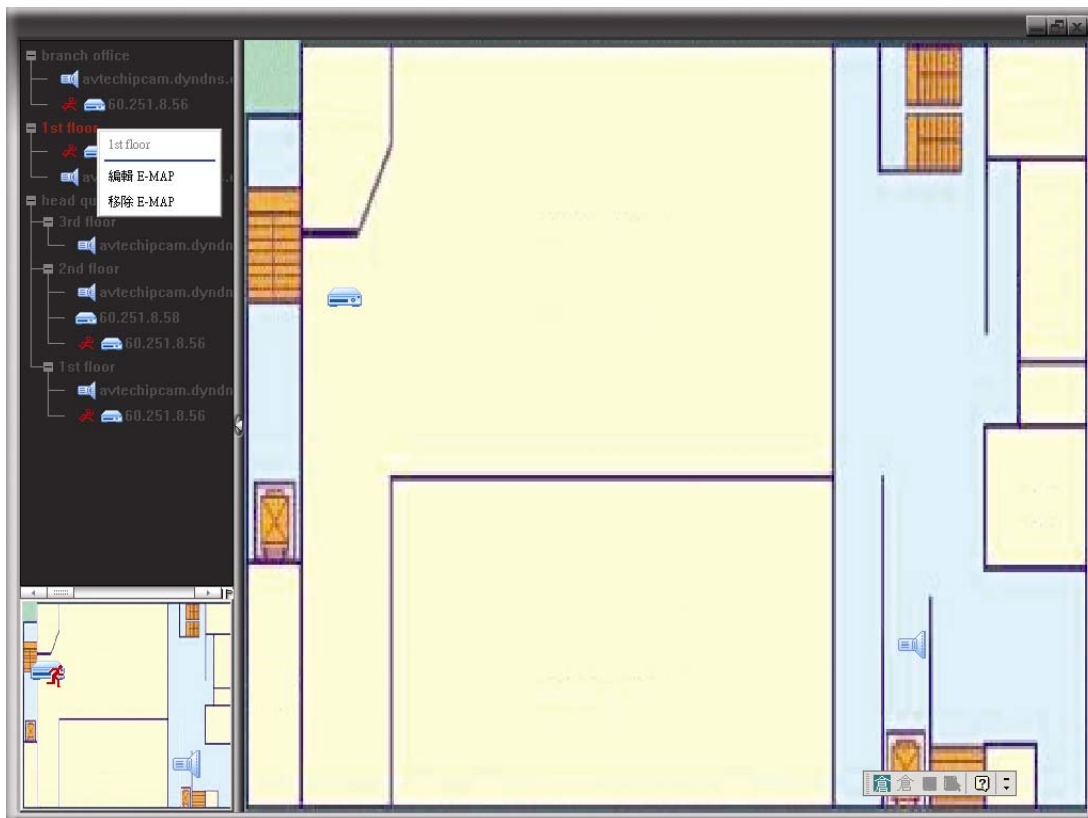 branch office
avtechipcam.dyndns.
60.251.8.56
1st floor
1st floor
編輯 E-MAP
移除 E-MAP
head qu
3rd floor
avtechipcam.dyndn
2nd floor
avtechipcam.dyndn
60.251.8.58
60.251.8.56
1st floor
avtechipcam.dyndn
60.251.8.56
倉 倉